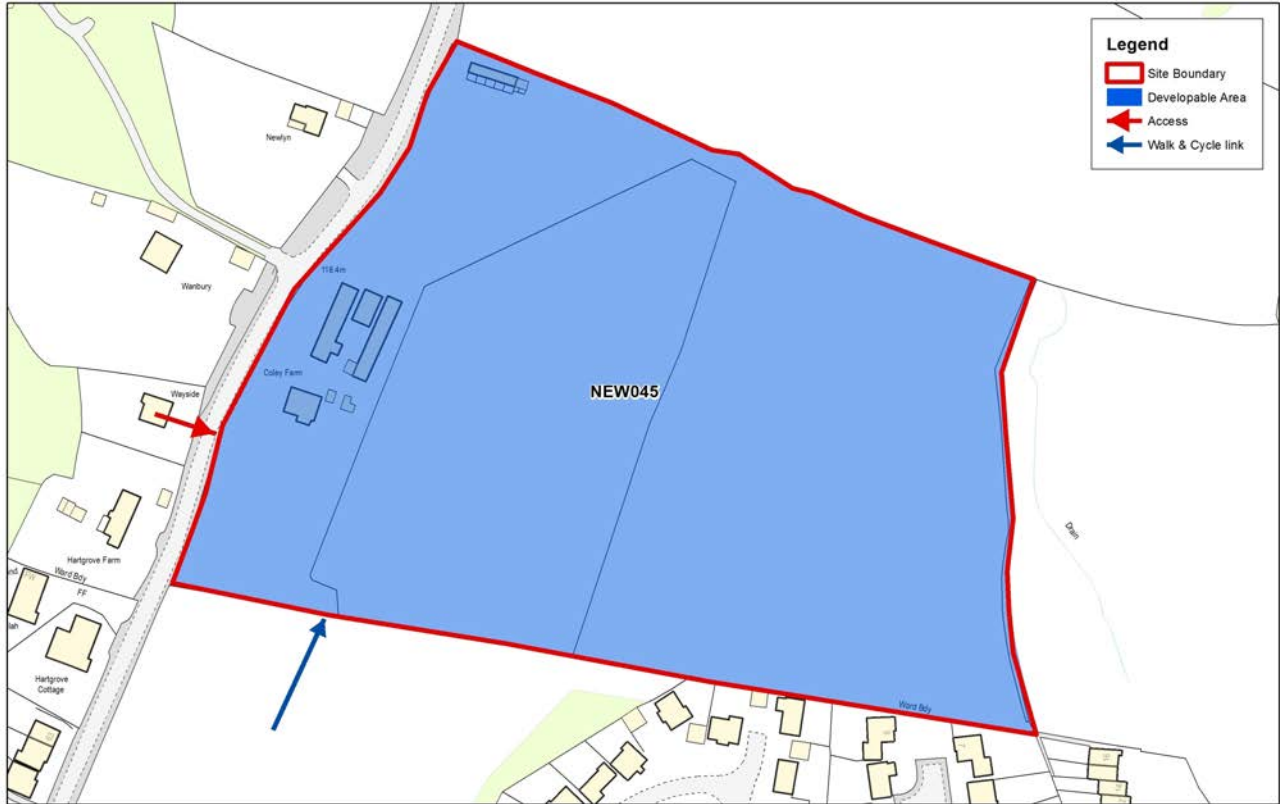 Legend
Site Boundary
Developable Area
Access
Walk & Cycle link
Newlyn
118.4m
Wanbury
Coley Farm
NEW045
Wayside
Drain
Hartgrove Farm
Ward Bdy
FF
Hartgrove
Cottage
Ward Bdy